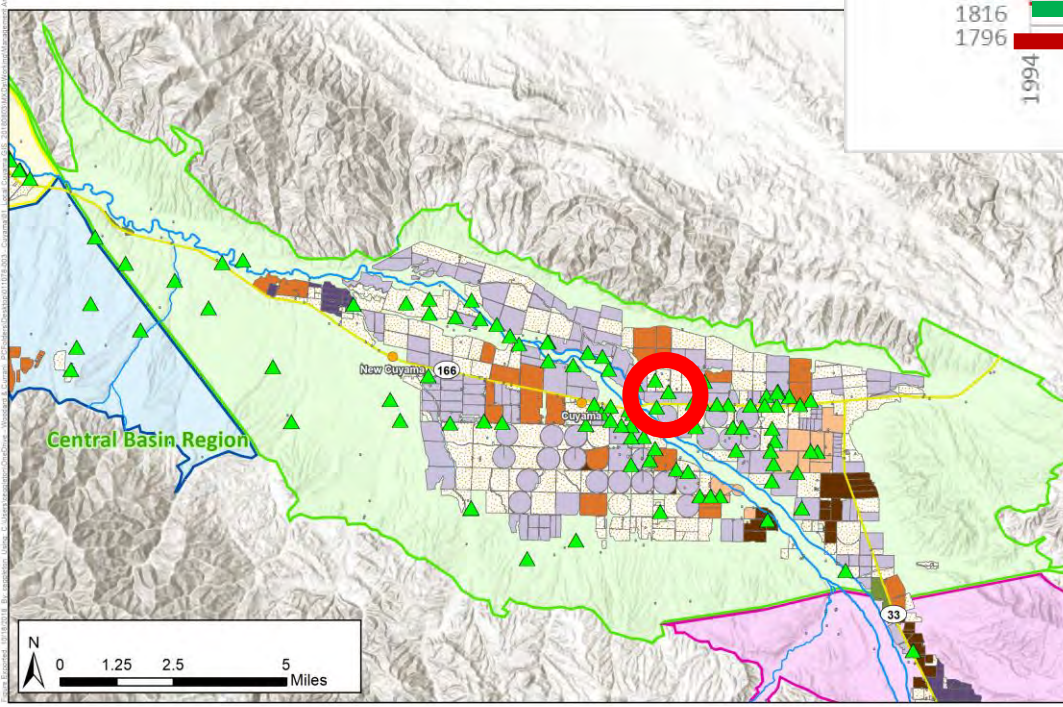 1816
1796
1994
New Cuyama
166
Cuyama
Central Basin Region
33
N
0 1.25 2.5 5
Miles